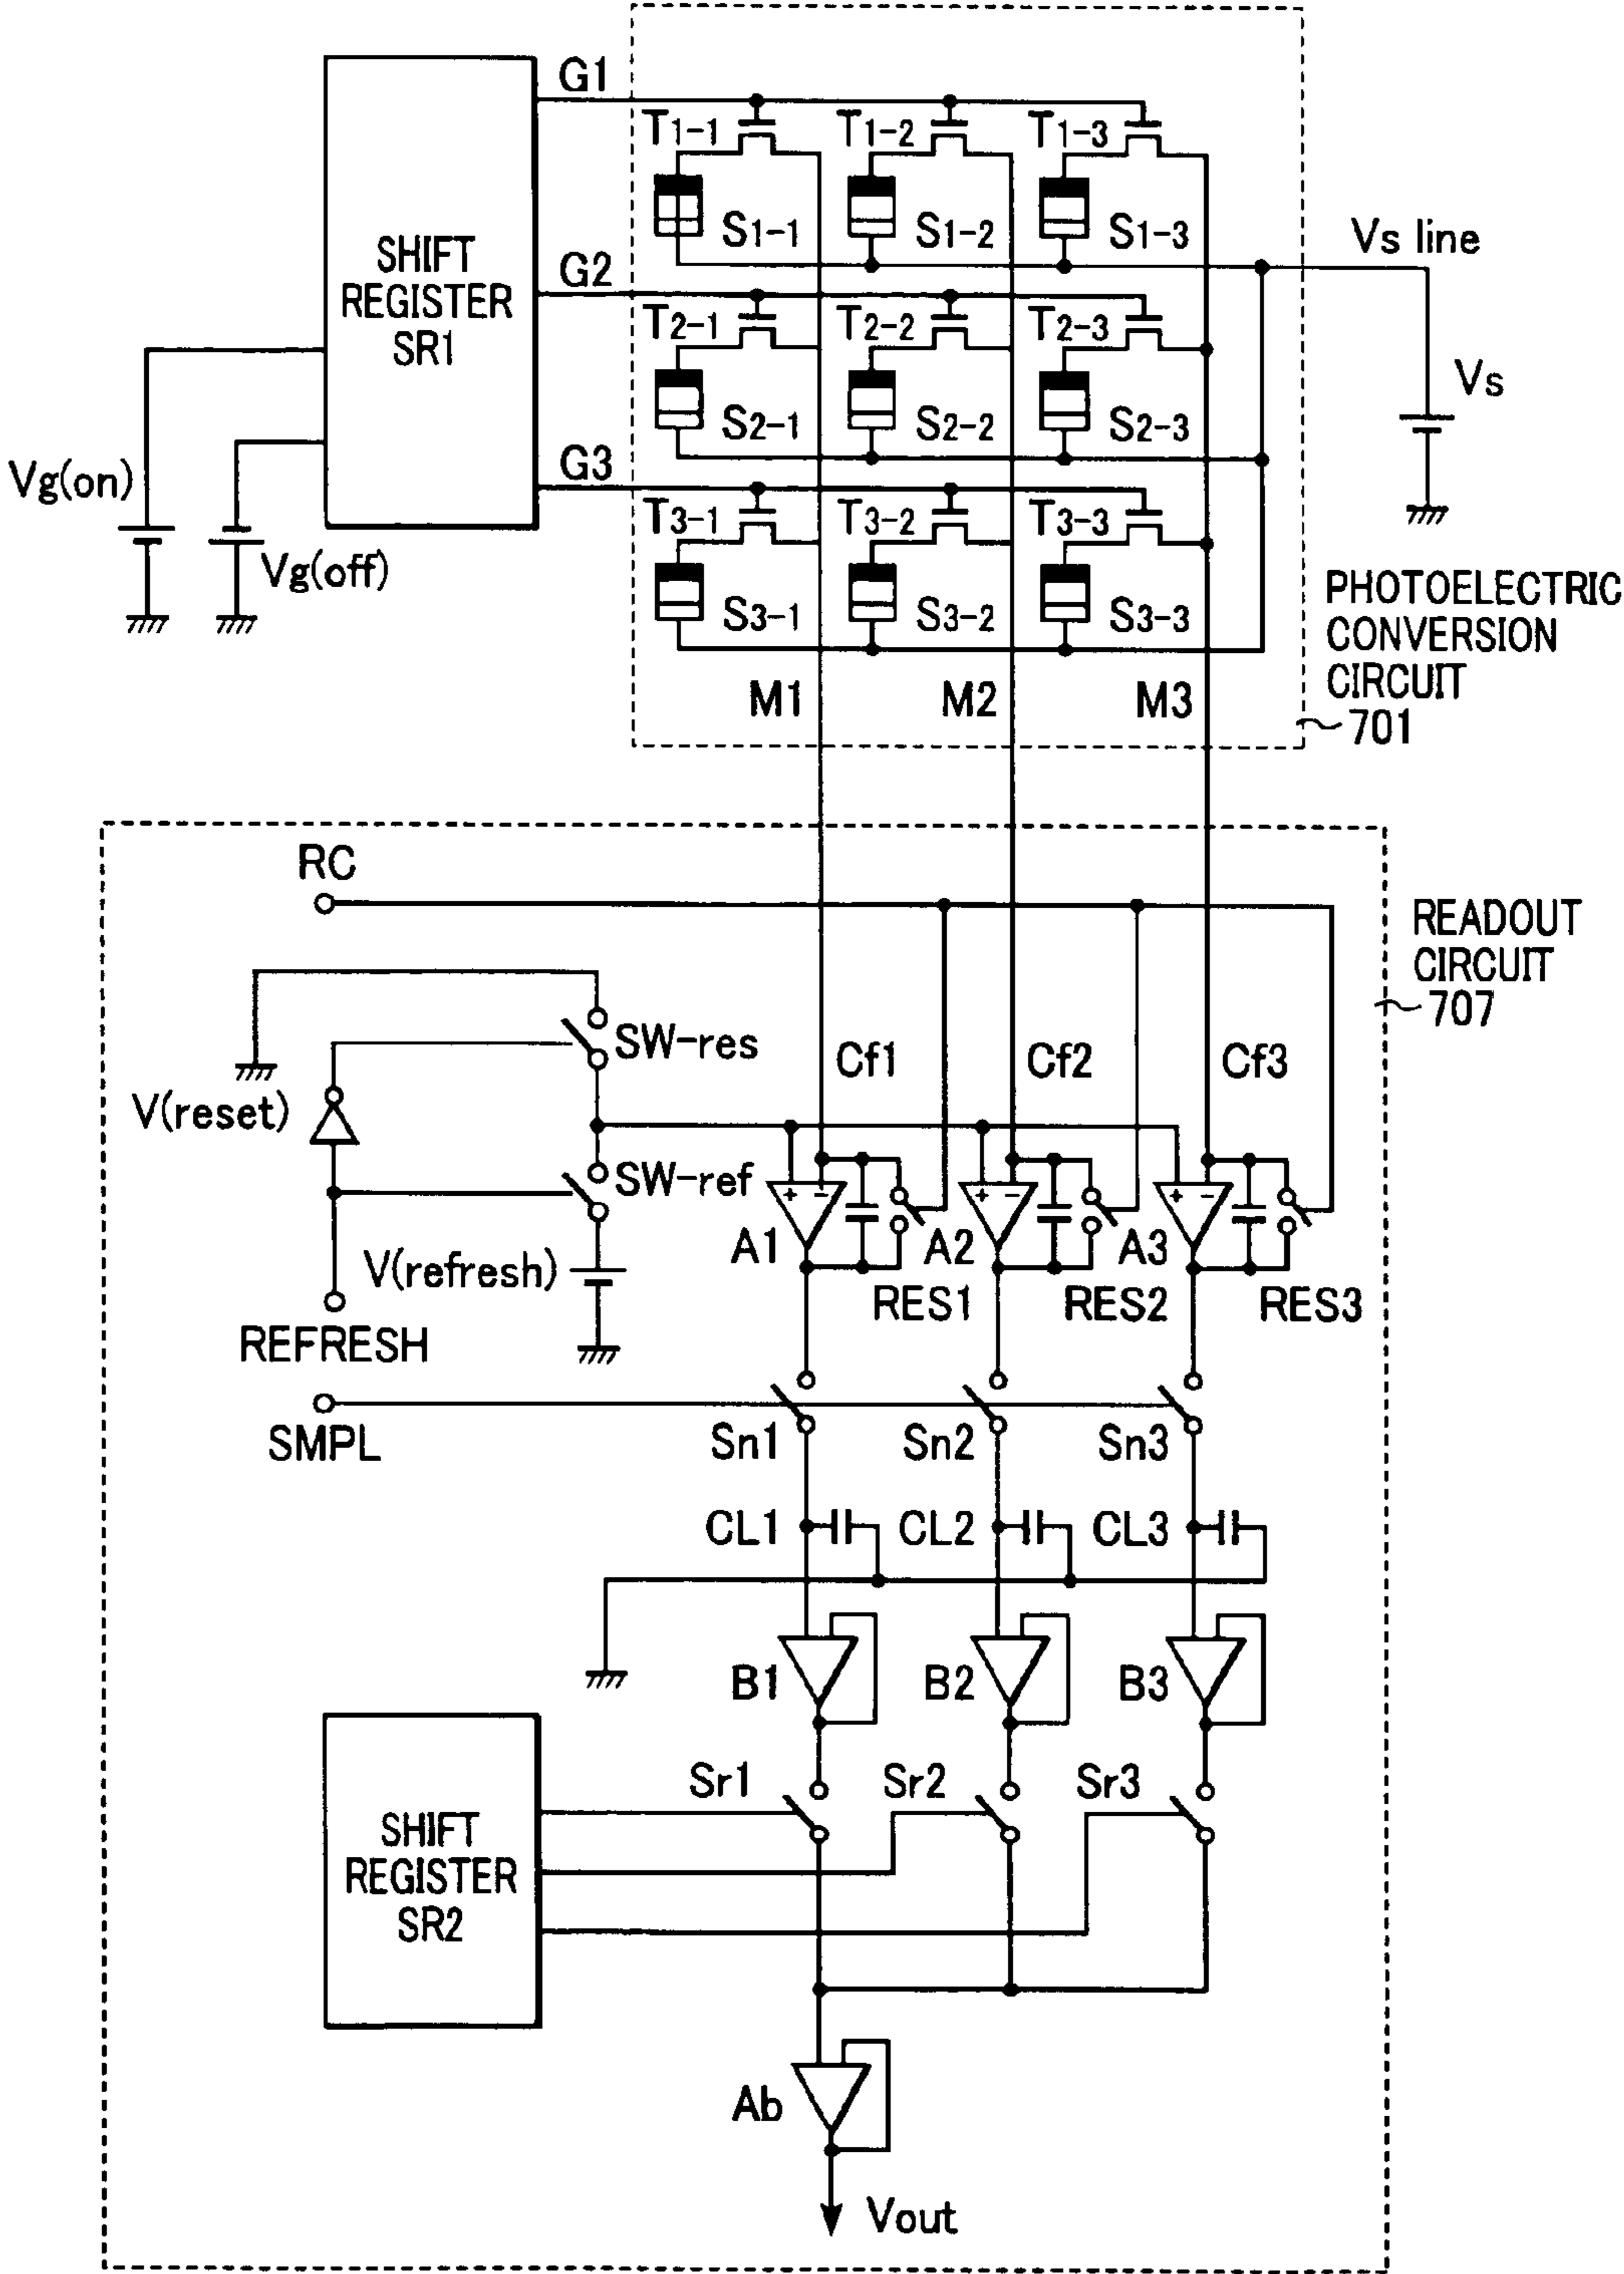 G1
T1-1
T1-2
T1-3
S1-1
S1-2
S1-3
Vs line
SHIFT
REGISTER
SR1
G2
T2-1
T2-2
T2-3
Vs
S2-1
S2-2
S2-3
Vg(on)
G3
T3-1
T3-2
T3-3
Vg(off)
S3-1
S3-2
S3-3
PHOTOELECTRIC
CONVERSION
CIRCUIT
701
M1
M2
M3
RC
READOUT
CIRCUIT
707
SW-res
Cf1
Cf2
Cf3
V(reset)
SW-ref
+ -
+ -
+ -
A1
A2
A3
V(refresh)
RES1
RES2
RES3
REFRESH
SMPL
Sn1
Sn2
Sn3
CL1
CL2
CL3
B1
B2
B3
Sr1
Sr2
Sr3
SHIFT
REGISTER
SR2
Ab
Vout